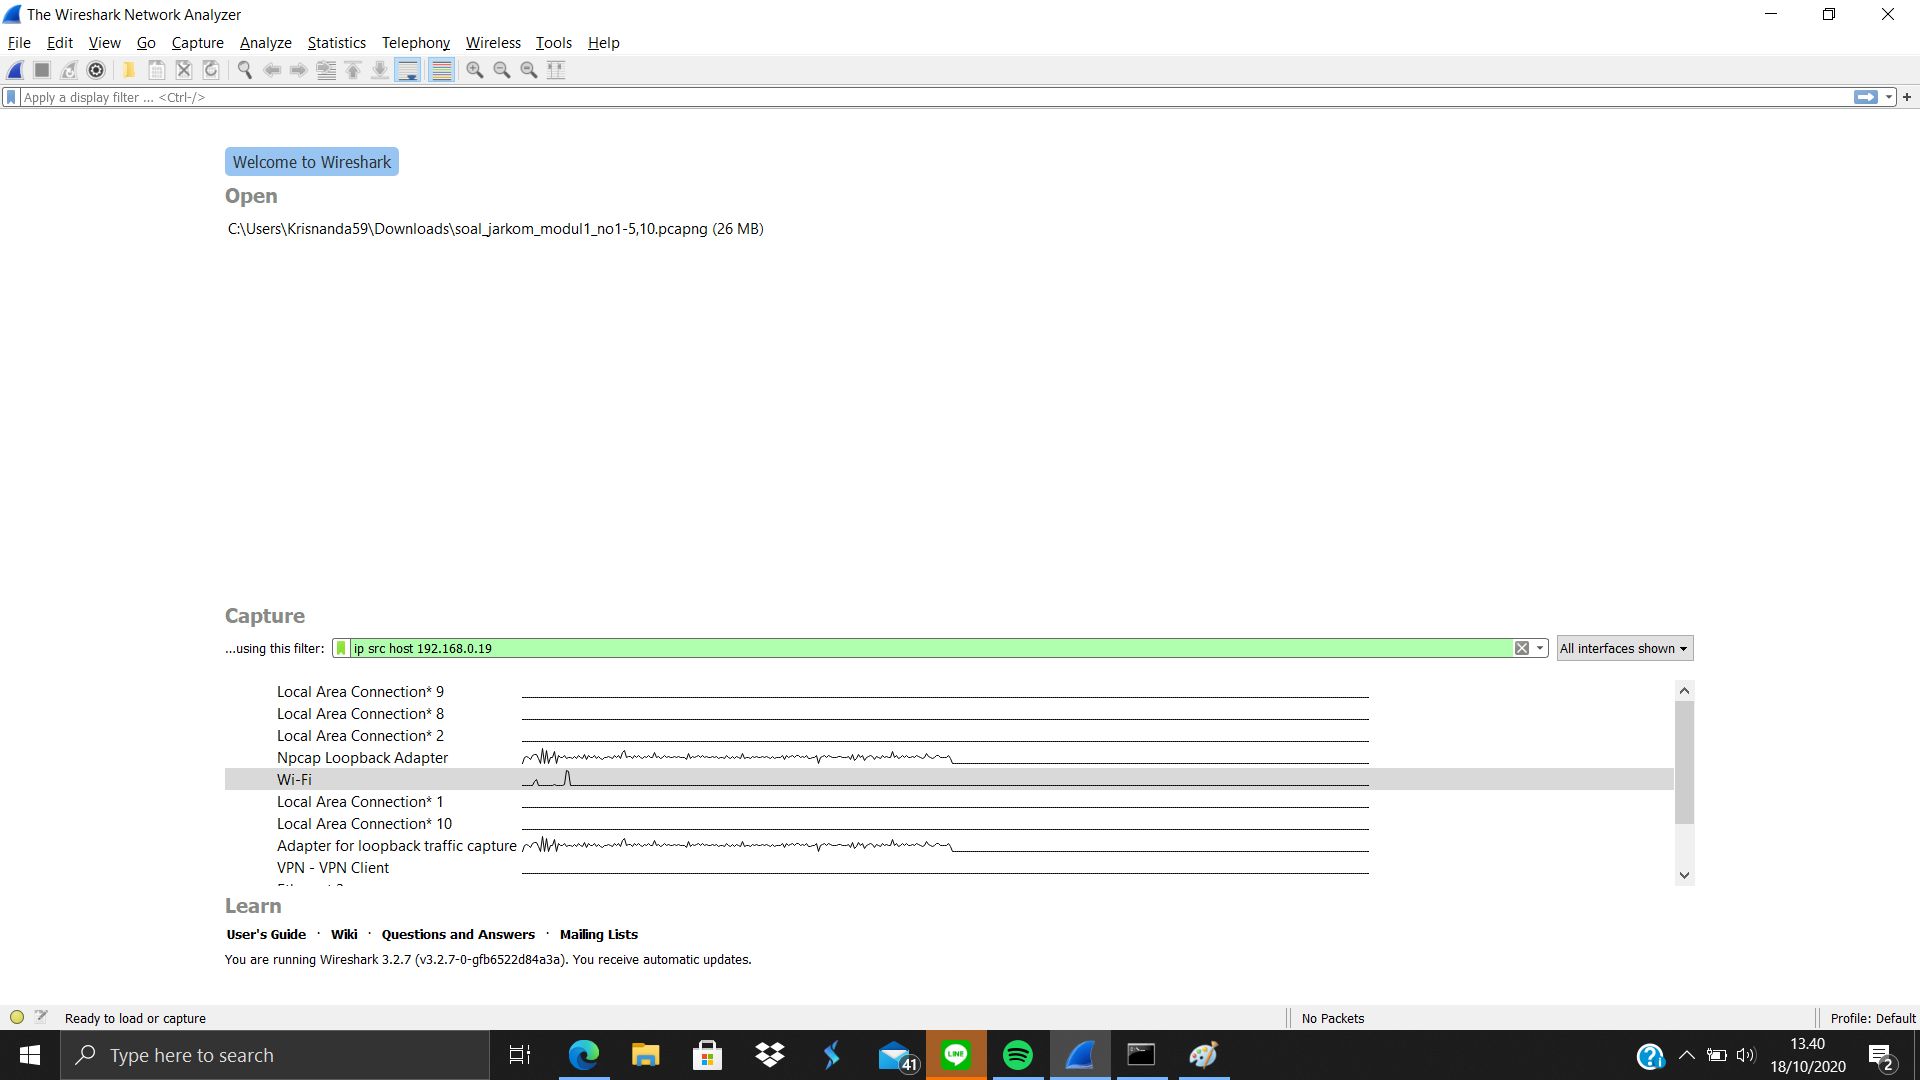 The Wireshark Network Analyzer
File Edit View Go Capture Analyze Statistics Telephony Wireless Tools Help
Apply a display filter ... <Ctrl-/>
+
Welcome to Wireshark
Open
C:\Users\Krisnanda59\Downloads\soal_jarkom_modul1_no1-5,10.pcapng (26 MB)
Capture
...using this filter: ip src host 192.168.0.19 All interfaces shown
Local Area Connection* 9
Local Area Connection* 8
Local Area Connection* 2
Npcap Loopback Adapter
Wi-Fi
Local Area Connection* 1
Local Area Connection* 10
Adapter for loopback traffic capture
VPN - VPN Client
Learn
User's Guide · Wiki · Questions and Answers · Mailing Lists
You are running Wireshark 3.2.7 (v3.2.7-0-gfb6522d84a3a). You receive automatic updates.
Ready to load or capture No Packets Profile: Default
Type here to search 41 LINE 13.40
18/10/2020 2